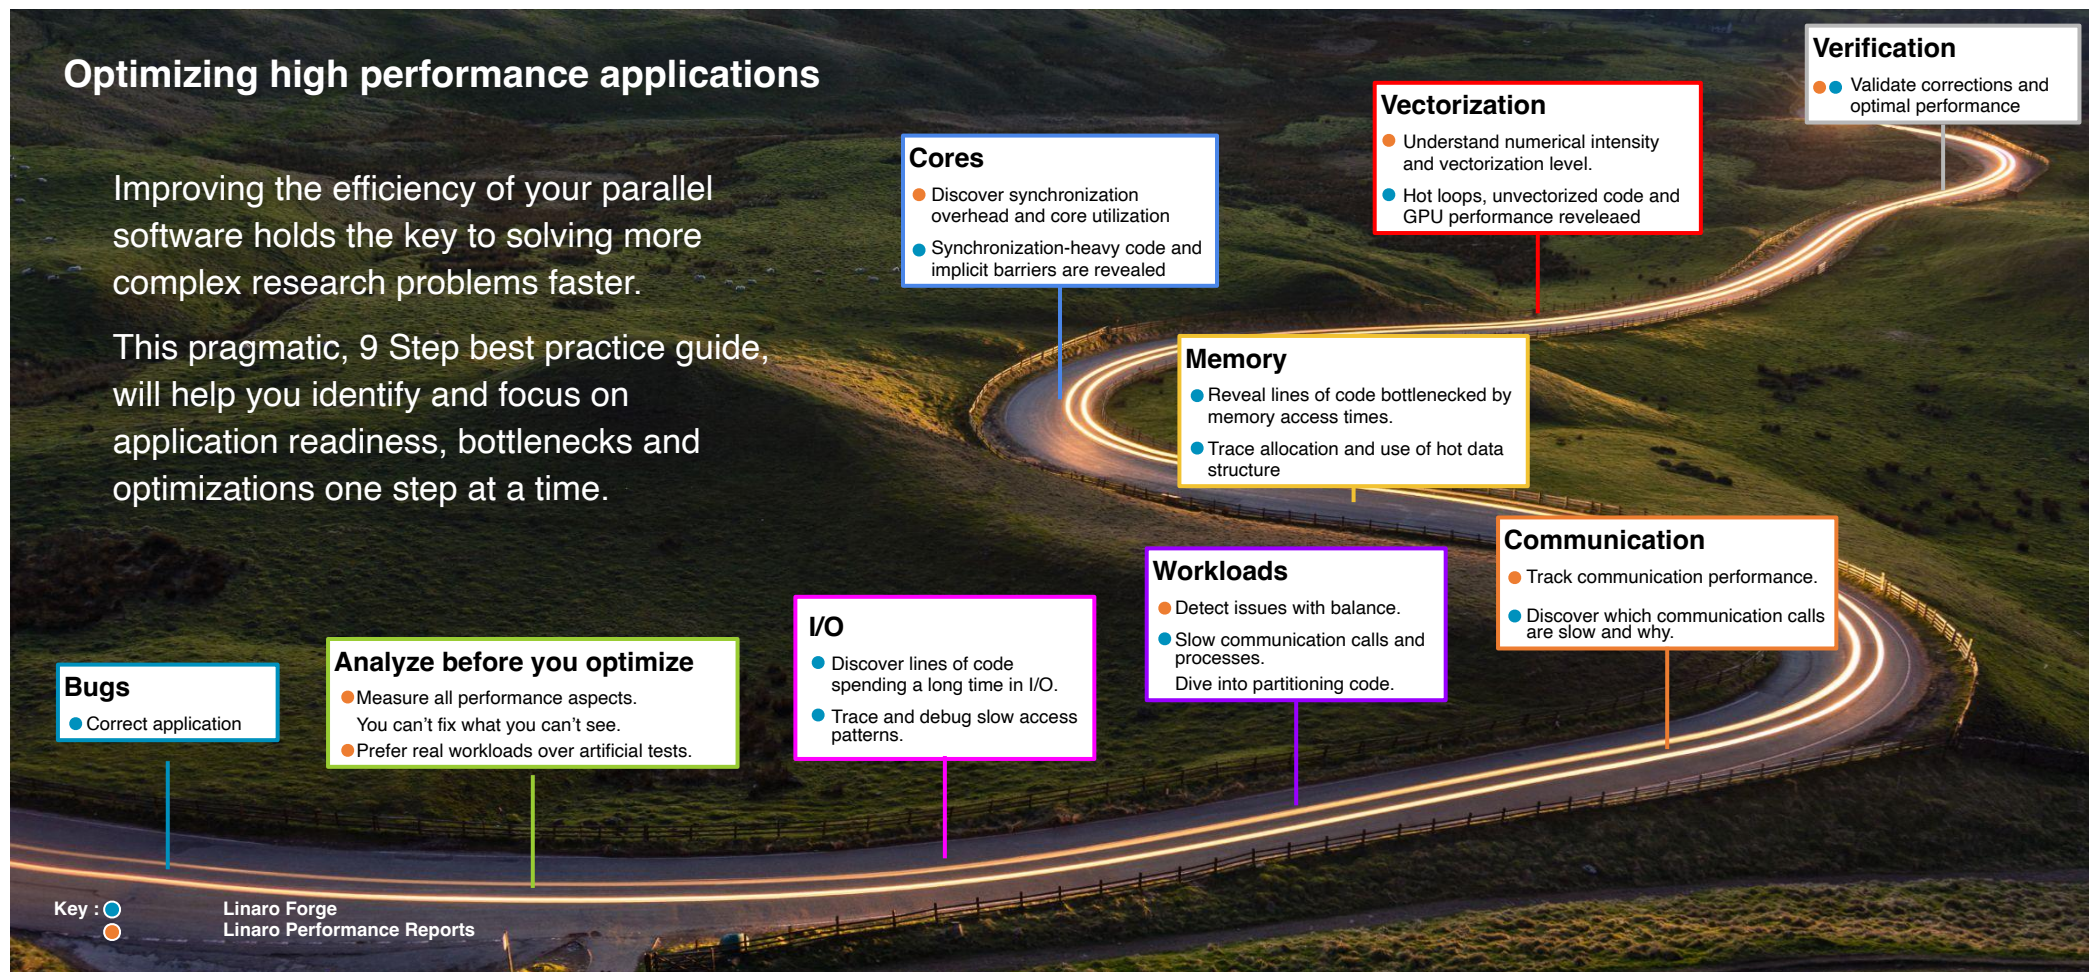 Optimizing high performance applications
Improving the efficiency of your parallel
software holds the key to solving more
complex research problems faster.
This pragmatic, 9 Step best practice guide,
will help you identify and focus on
application readiness, bottlenecks and
optimizations one step at a time.
Bugs
Correct application
Analyze before you optimize
Measure all performance aspects.
You can't fix what you can't see.
Prefer real workloads over artificial tests.
I/O
Discover lines of code
spending a long time in I/O.
Trace and debug slow access
patterns.
Workloads
Detect issues with balance.
Slow communication calls and
processes.
Dive into partitioning code.
Communication
Track communication performance.
Discover which communication calls
are slow and why.
Memory
Reveal lines of code bottlenecked by
memory access times.
Trace allocation and use of hot data
structure
Cores
Discover synchronization
overhead and core utilization
Synchronization-heavy code and
implicit barriers are revealed
Vectorization
Understand numerical intensity
and vectorization level.
Hot loops, unvectorized code and
GPU performance reveleaed
Verification
Validate corrections and
optimal performance
Key :
Linaro Forge
Linaro Performance Reports